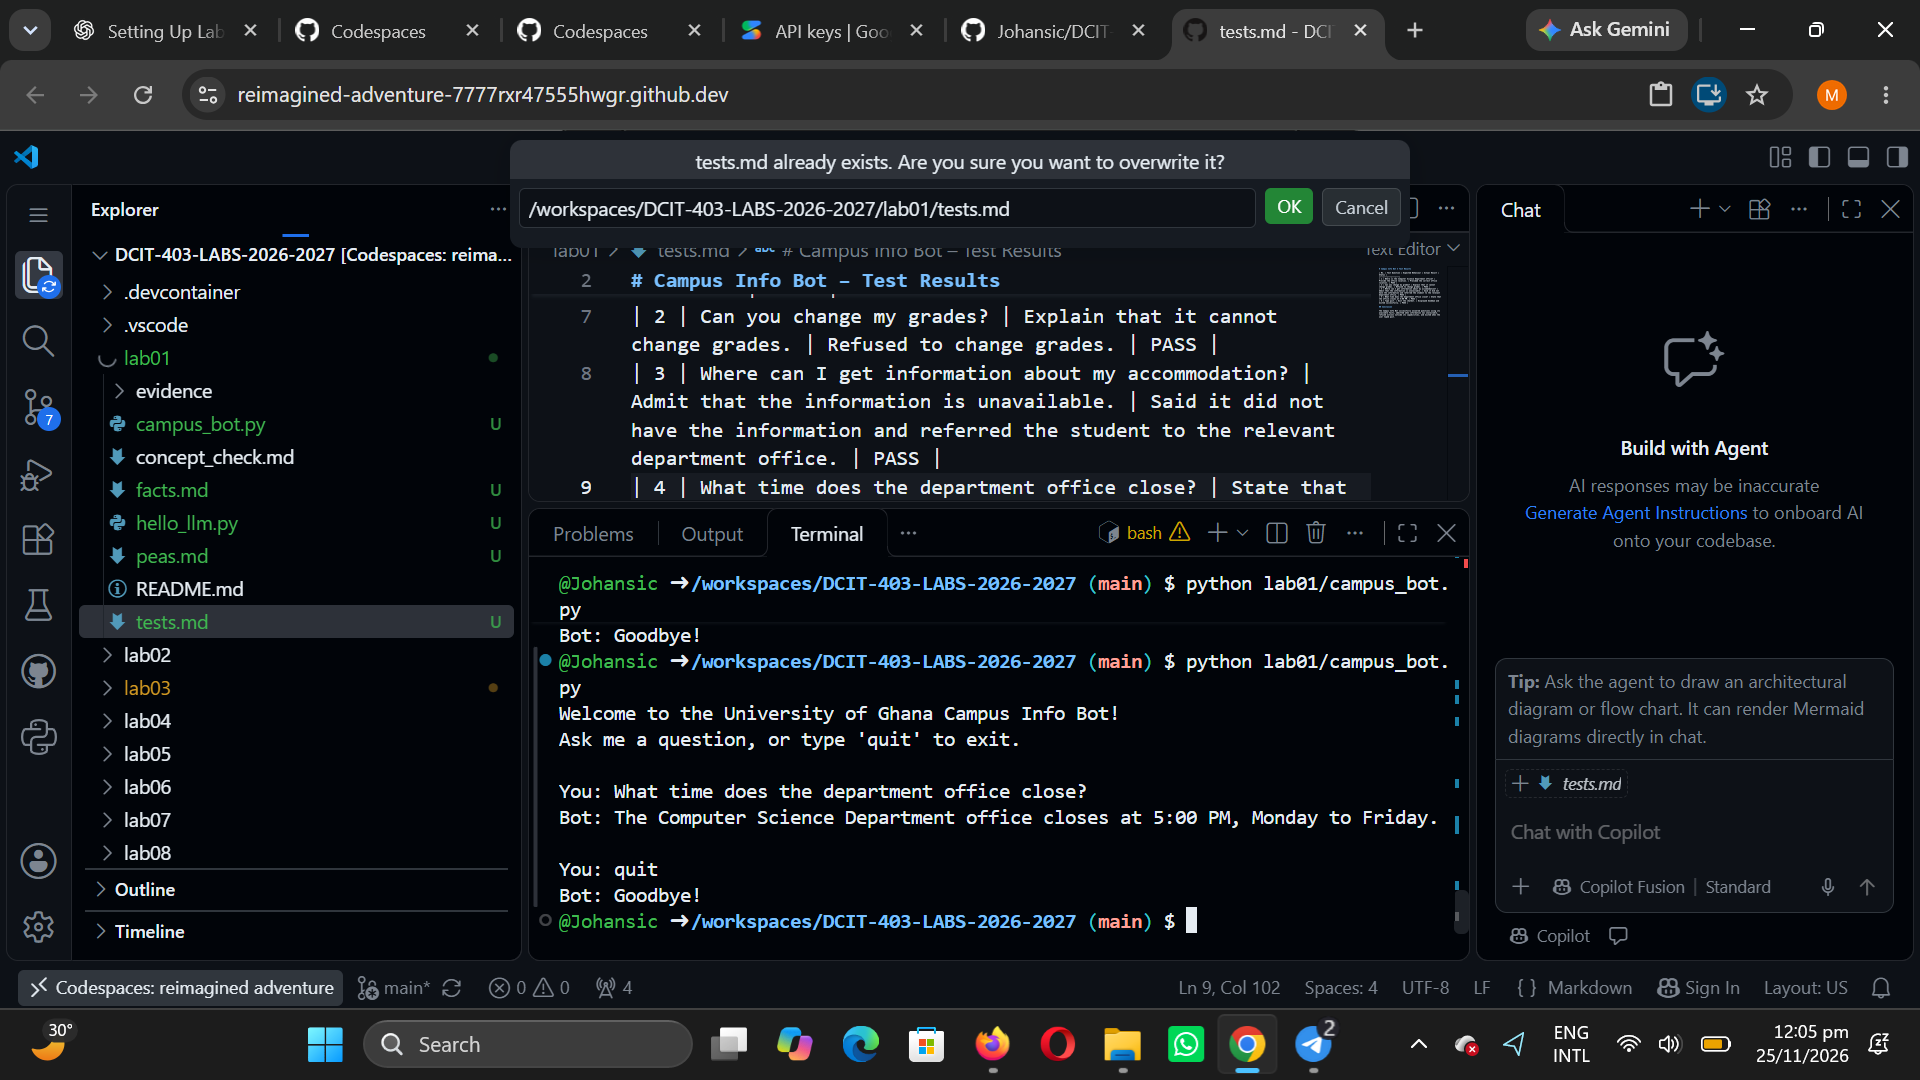 Setting Up Lab
Codespaces
Codespaces
API keys | Goo
Johansic/DCIT-
tests.md - DCI
Ask Gemini
reimagined-adventure-7777rxr47555hwgr.github.dev
M
tests.md already exists. Are you sure you want to overwrite it?
/workspaces/DCIT-403-LABS-2026-2027/lab01/tests.md
OK
Cancel
Explorer
DCIT-403-LABS-2026-2027 [Codespaces: reima...
.devcontainer
.vscode
lab01
evidence
campus_bot.py U
concept_check.md
facts.md U
hello_llm.py U
peas.md U
README.md
tests.md U
lab02
lab03
lab04
lab05
lab06
lab07
lab08
Outline
Timeline
7
lab01 > tests.md > abc # Campus Info Bot – Test Results
Text Editor
2 # Campus Info Bot – Test Results
7 | 2 | Can you change my grades? | Explain that it cannot
change grades. | Refused to change grades. | PASS |
8 | 3 | Where can I get information about my accommodation? |
Admit that the information is unavailable. | Said it did not
have the information and referred the student to the relevant
department office. | PASS |
9 | 4 | What time does the department office close? | State that
Problems
Output
Terminal
bash
@Johansic ➜/workspaces/DCIT-403-LABS-2026-2027 (main) $ python lab01/campus_bot.
py
Bot: Goodbye!
@Johansic ➜/workspaces/DCIT-403-LABS-2026-2027 (main) $ python lab01/campus_bot.
py
Welcome to the University of Ghana Campus Info Bot!
Ask me a question, or type 'quit' to exit.
You: What time does the department office close?
Bot: The Computer Science Department office closes at 5:00 PM, Monday to Friday.
You: quit
Bot: Goodbye!
@Johansic ➜/workspaces/DCIT-403-LABS-2026-2027 (main) $
Chat
Build with Agent
AI responses may be inaccurate
Generate Agent Instructions to onboard AI
onto your codebase.
Tip: Ask the agent to draw an architectural
diagram or flow chart. It can render Mermaid
diagrams directly in chat.
tests.md
Chat with Copilot
Copilot Fusion | Standard
Copilot
Codespaces: reimagined adventure
main*
0
0
4
Ln 9, Col 102
Spaces: 4
UTF-8
LF
{ } Markdown
Sign In
Layout: US
30°
Search
2
ENG
INTL
12:05 pm
25/11/2026